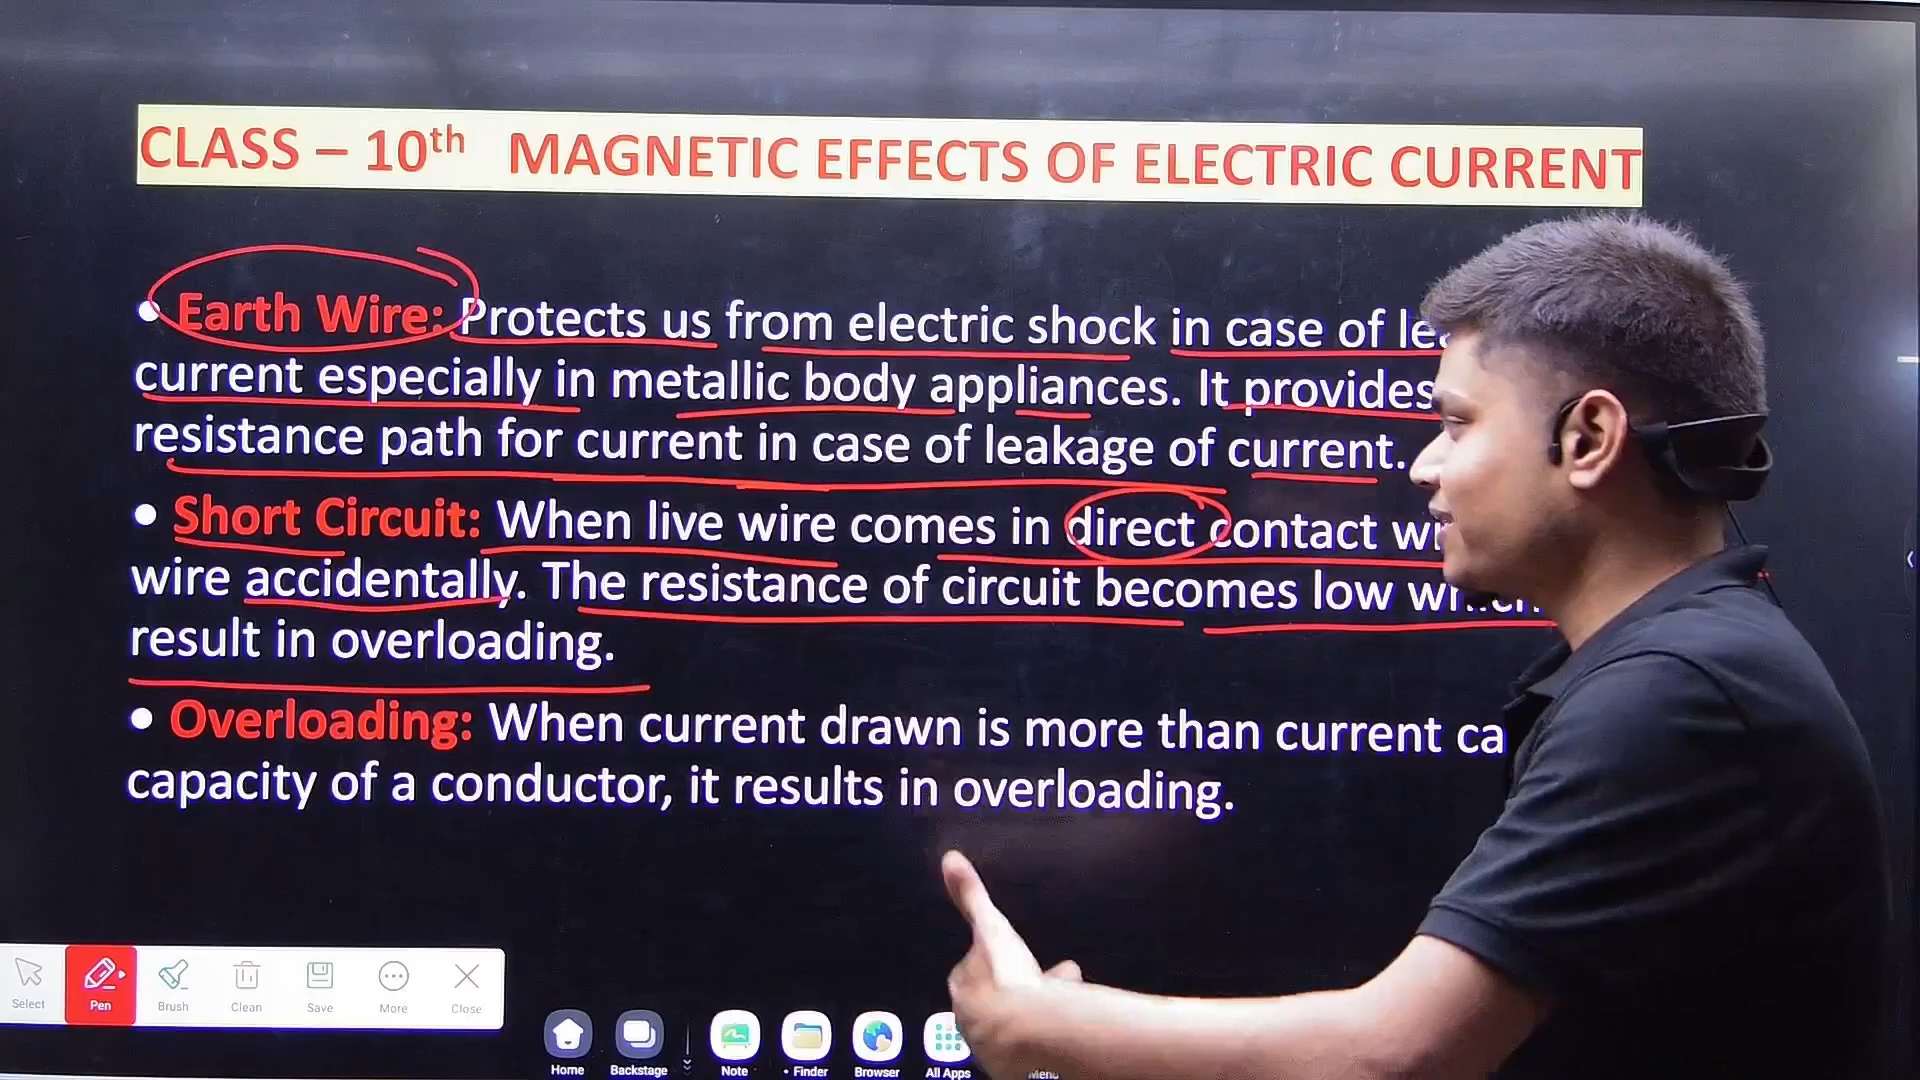 CLASS – 10th MAGNETIC EFFECTS OF ELECTRIC CURRENT
• Earth Wire: Protects us from electric shock in case of
current especially in metallic body appliances. It provides
resistance path for current in case of leakage of current.
• Short Circuit: When live wire comes in direct contact
wire accidentally. The resistance of circuit becomes low which
result in overloading.
• Overloading: When current drawn is more than current
capacity of a conductor, it results in overloading.
Select
Pen
Brush
Clean
Save
More
Close
Home
Backstage
Note
• Finder
Browser
All Apps
Menu